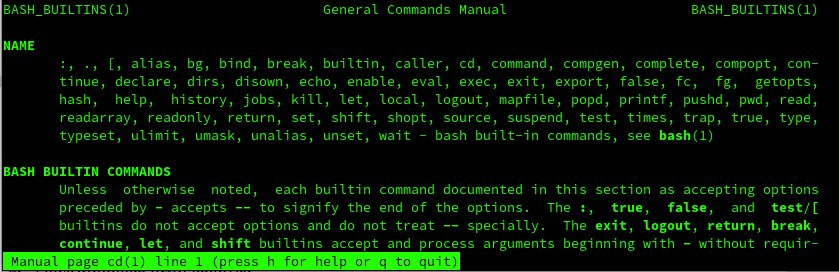 BASH_BUILTINS(1) General Commands Manual BASH_BUILTINS(1)
NAME
:, ., [, alias, bg, bind, break, builtin, caller, cd, command, compgen, complete, compopt, con-
tinue, declare, dirs, disown, echo, enable, eval, exec, exit, export, false, fc, fg, getopts,
hash, help, history, jobs, kill, let, local, logout, mapfile, popd, printf, pushd, pwd, read,
readarray, readonly, return, set, shift, shopt, source, suspend, test, times, trap, true, type,
typeset, ulimit, umask, unalias, unset, wait - bash built-in commands, see bash(1)
BASH BUILTIN COMMANDS
Unless otherwise noted, each builtin command documented in this section as accepting options
preceded by - accepts -- to signify the end of the options. The :, true, false, and test/[
builtins do not accept options and do not treat -- specially. The exit, logout, return, break,
continue, let, and shift builtins accept and process arguments beginning with - without requir-
Manual page cd(1) line 1 (press h for help or q to quit)